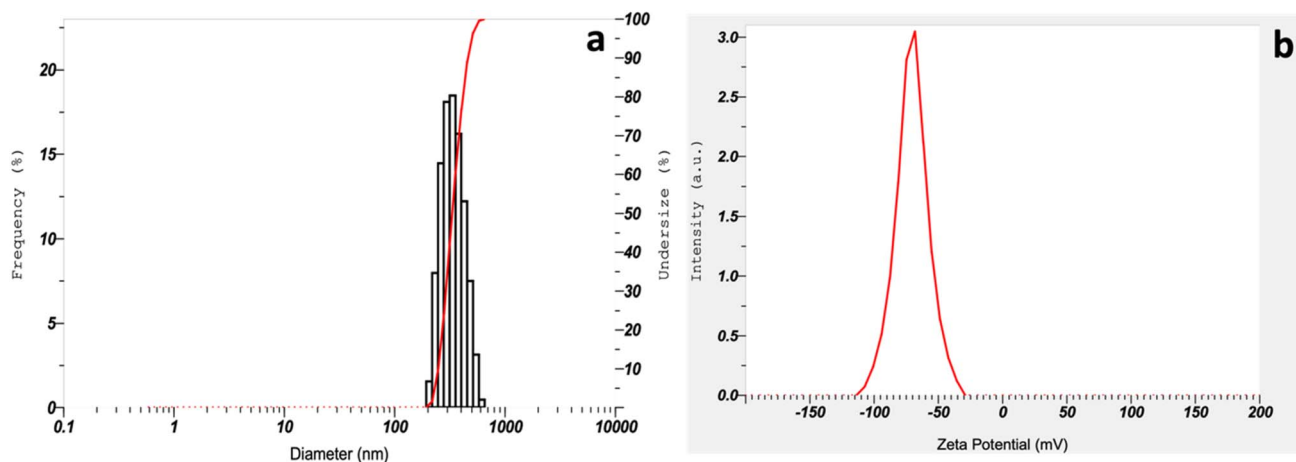 a
Frequency (%)
20
15
10
5
0
100
90
80
70
60
50
40
30
20
10
Undersize (%)
0.1 1 10 100 1000 10000
Diameter (nm)
b
Intensity (a.u.)
3.0
2.5
2.0
1.5
1.0
0.5
0.0
-150 -100 -50 0 50 100 150 200
Zeta Potential (mV)